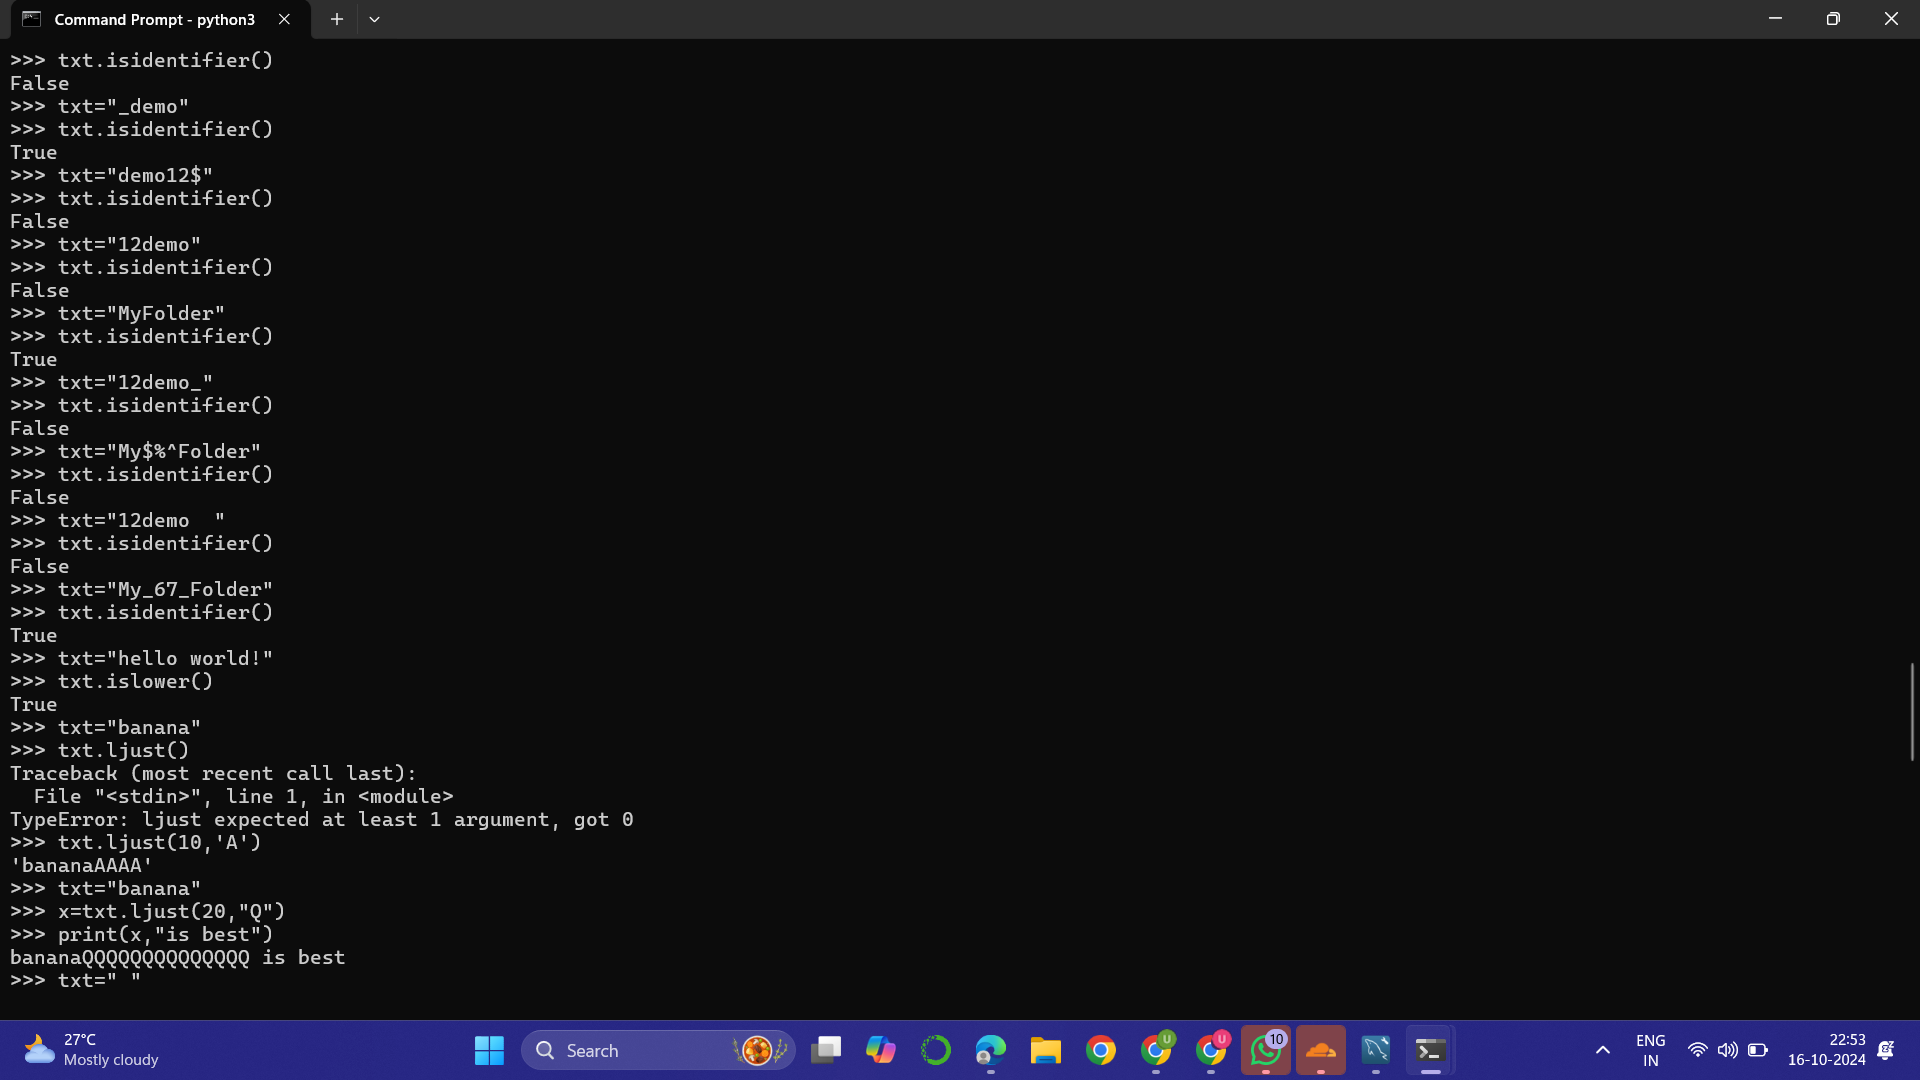 Command Prompt - python3
>>> txt.isidentifier()
False
>>> txt="_demo"
>>> txt.isidentifier()
True
>>> txt="demo12$"
>>> txt.isidentifier()
False
>>> txt="12demo"
>>> txt.isidentifier()
False
>>> txt="MyFolder"
>>> txt.isidentifier()
True
>>> txt="12demo_"
>>> txt.isidentifier()
False
>>> txt="My$%^Folder"
>>> txt.isidentifier()
False
>>> txt="12demo  "
>>> txt.isidentifier()
False
>>> txt="My_67_Folder"
>>> txt.isidentifier()
True
>>> txt="hello world!"
>>> txt.islower()
True
>>> txt="banana"
>>> txt.ljust()
Traceback (most recent call last):
  File "<stdin>", line 1, in <module>
TypeError: ljust expected at least 1 argument, got 0
>>> txt.ljust(10,'A')
'bananaAAAA'
>>> txt="banana"
>>> x=txt.ljust(20,"Q")
>>> print(x,"is best")
bananaQQQQQQQQQQQQQQ is best
>>> txt=" "
27°C
Mostly cloudy
Search
U
U
10
ENG
IN
22:53
16-10-2024